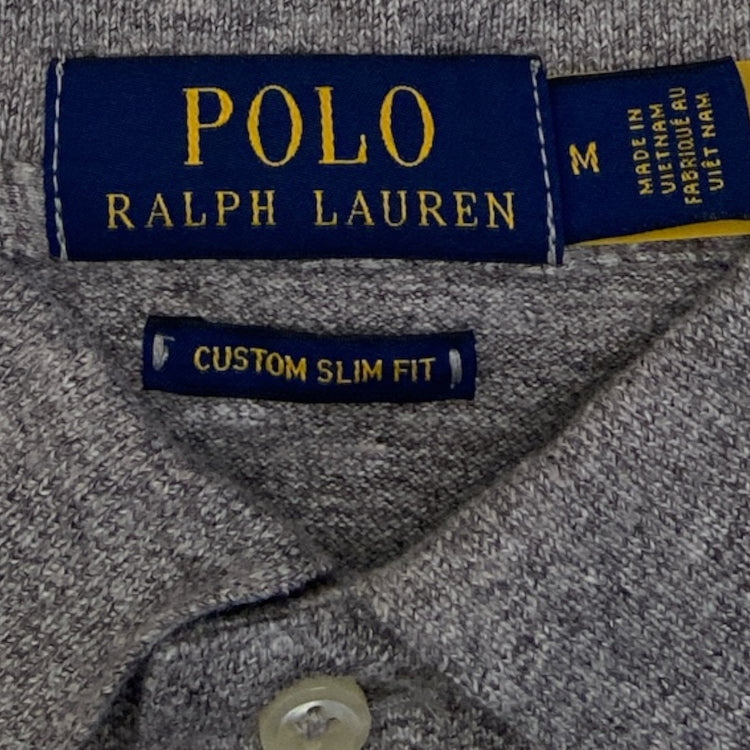 POLO
RALPH LAUREN
M
MADE IN
VIETNAM
FABRIQUÉ AU
VIÊT NAM
CUSTOM SLIM FIT